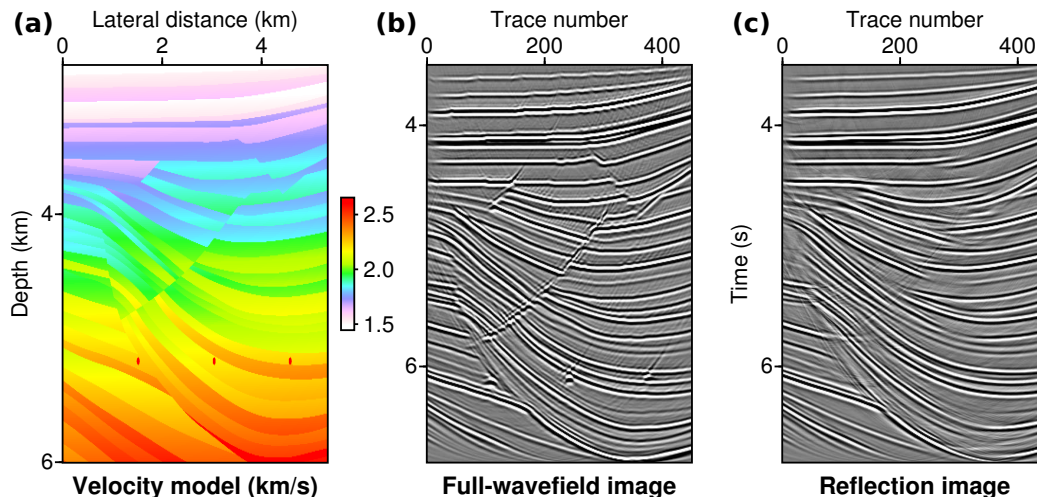 (a)
Lateral distance (km)
0 2 4
Depth (km)
4
6
2.5
2.0
1.5
Velocity model (km/s)
(b)
Trace number
0 200 400
4
6
Full-wavefield image
(c)
Trace number
0 200 400
Time (s)
4
6
Reflection image